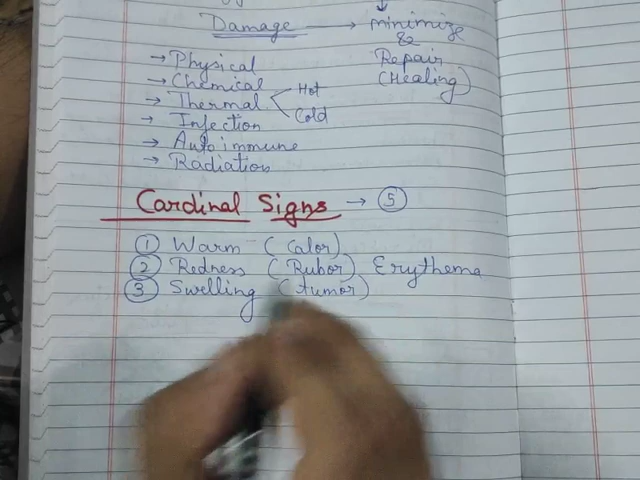 Damage → minimize
&
→ Physical Repair
→ Chemical (Healing)
→ Thermal < Hot
Cold
→ Infection
→ Autoimmune
→ Radiation
Cardinal Signs → 5
1 Warm (Calor)
2 Redness (Rubor) Erythema
3 Swelling (tumor)